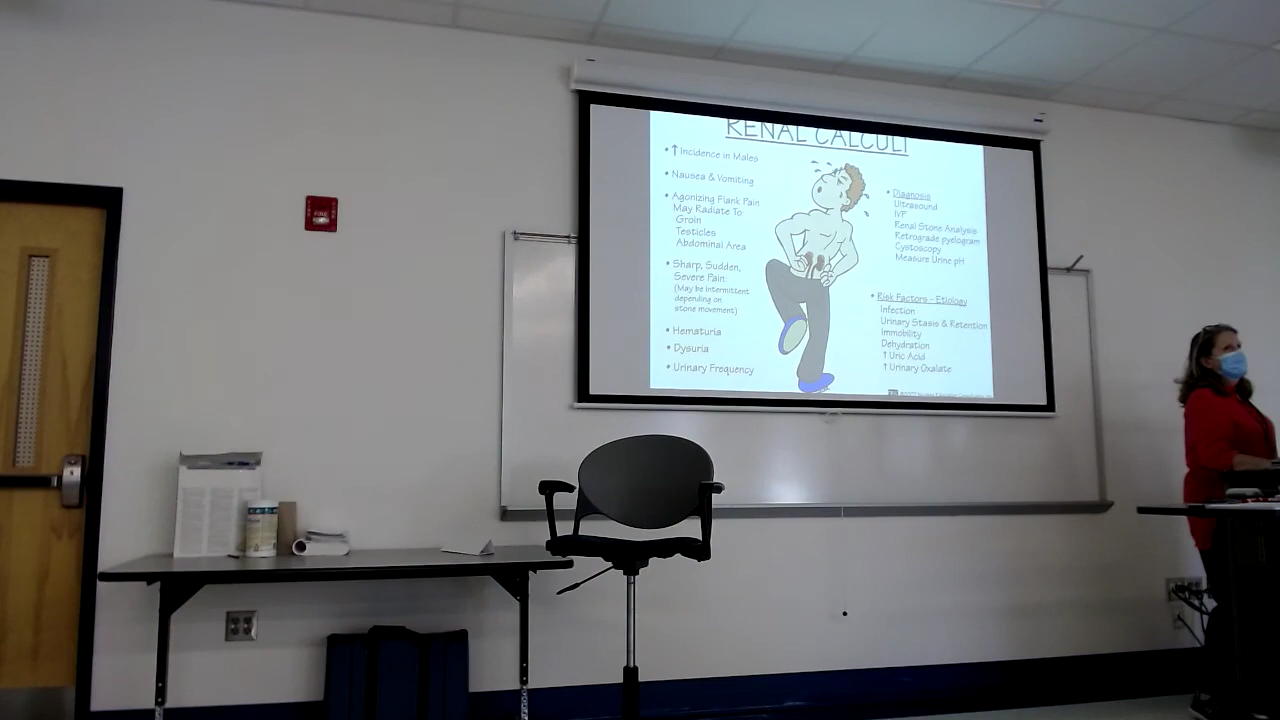 RENAL CALCULI
• ↑ Incidence in Males
• Nausea & Vomiting
• Agonizing Flank Pain
May Radiate To:
Groin
Testicles
Abdominal Area
• Sharp, Sudden,
Severe Pain
(May be intermittent
depending on
stone movement)
• Hematuria
• Dysuria
• Urinary Frequency
• Diagnosis
Ultrasound
IVP
Renal Stone Analysis
Retrograde pyelogram
Cystoscopy
Measure Urine pH
• Risk Factors - Etiology
Infection
Urinary Stasis & Retention
Immobility
Dehydration
↑ Uric Acid
↑ Urinary Oxalate
FIRE